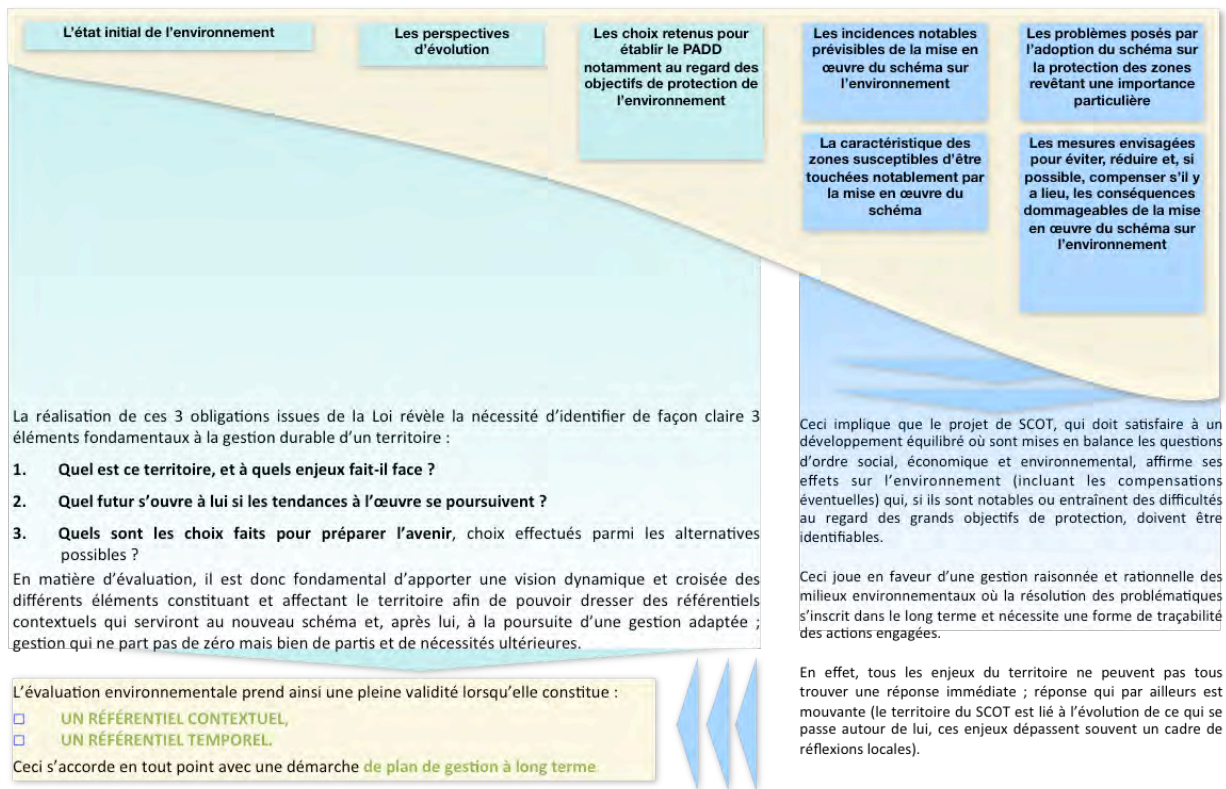 L'état initial de l'environnement
Les perspectives
d'évolution
Les choix retenus pour
établir le PADD
notamment au regard des
objectifs de protection de
l'environnement
Les incidences notables
prévisibles de la mise en
œuvre du schéma sur
l'environnement
Les problèmes posés par
l'adoption du schéma sur
la protection des zones
revêtant une importance
particulière
La caractéristique des
zones susceptibles d'être
touchées notablement par
la mise en œuvre du
schéma
Les mesures envisagées
pour éviter, réduire et, si
possible, compenser s'il y
a lieu, les conséquences
dommageables de la mise
en œuvre du schéma sur
l'environnement
La réalisation de ces 3 obligations issues de la Loi révèle la nécessité d'identifier de façon claire 3
éléments fondamentaux à la gestion durable d'un territoire :
1. Quel est ce territoire, et à quels enjeux fait-il face ?
2. Quel futur s'ouvre à lui si les tendances à l'œuvre se poursuivent ?
3. Quels sont les choix faits pour préparer l'avenir, choix effectués parmi les alternatives
possibles ?
En matière d'évaluation, il est donc fondamental d'apporter une vision dynamique et croisée des
différents éléments constituant et affectant le territoire afin de pouvoir dresser des référentiels
contextuels qui serviront au nouveau schéma et, après lui, à la poursuite d'une gestion adaptée ;
gestion qui ne part pas de zéro mais bien de partis et de nécessités ultérieures.
L'évaluation environnementale prend ainsi une pleine validité lorsqu'elle constitue :
□ UN RÉFÉRENTIEL CONTEXTUEL,
□ UN RÉFÉRENTIEL TEMPOREL.
Ceci s'accorde en tout point avec une démarche de plan de gestion à long terme
Ceci implique que le projet de SCOT, qui doit satisfaire à un
développement équilibré où sont mises en balance les questions
d'ordre social, économique et environnemental, affirme ses
effets sur l'environnement (incluant les compensations
éventuelles) qui, si ils sont notables ou entraînent des difficultés
au regard des grands objectifs de protection, doivent être
identifiables.
Ceci joue en faveur d'une gestion raisonnée et rationnelle des
milieux environnementaux où la résolution des problématiques
s'inscrit dans le long terme et nécessite une forme de traçabilité
des actions engagées.
En effet, tous les enjeux du territoire ne peuvent pas tous
trouver une réponse immédiate ; réponse qui par ailleurs est
mouvante (le territoire du SCOT est lié à l'évolution de ce qui se
passe autour de lui, ces enjeux dépassent souvent un cadre de
réflexions locales).